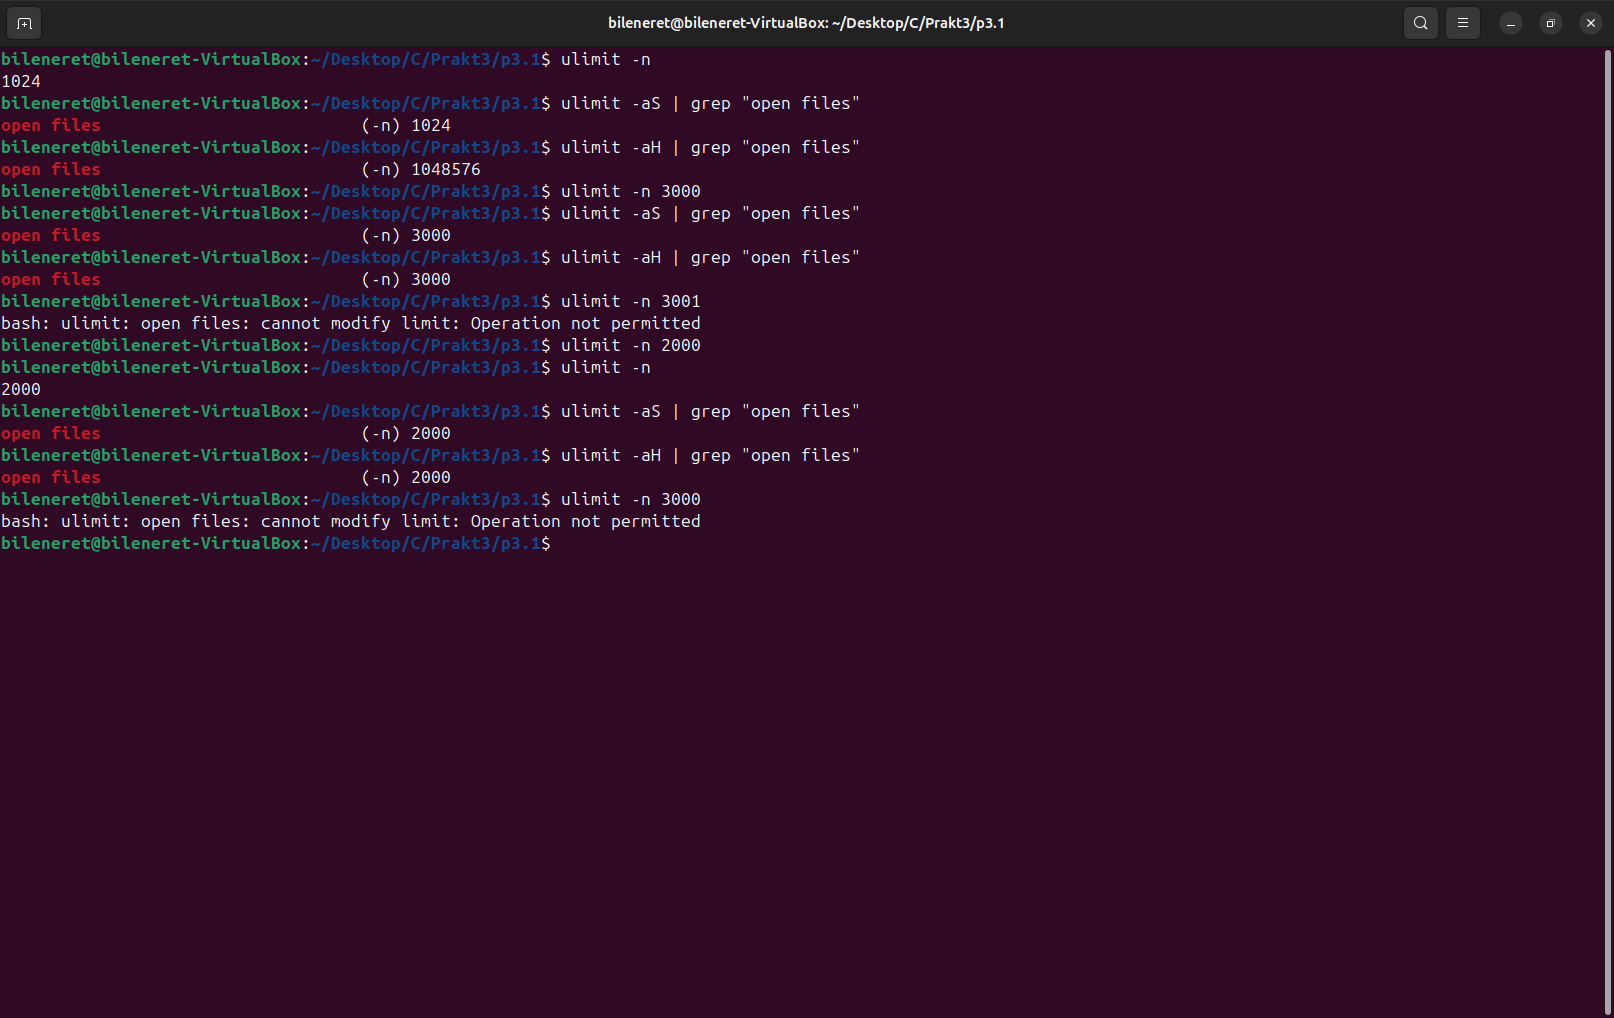 bileneret@bileneret-VirtualBox: ~/Desktop/C/Prakt3/p3.1
bileneret@bileneret-VirtualBox:~/Desktop/C/Prakt3/p3.1$ ulimit -n
1024
bileneret@bileneret-VirtualBox:~/Desktop/C/Prakt3/p3.1$ ulimit -aS | grep "open files"
open files                          (-n) 1024
bileneret@bileneret-VirtualBox:~/Desktop/C/Prakt3/p3.1$ ulimit -aH | grep "open files"
open files                          (-n) 1048576
bileneret@bileneret-VirtualBox:~/Desktop/C/Prakt3/p3.1$ ulimit -n 3000
bileneret@bileneret-VirtualBox:~/Desktop/C/Prakt3/p3.1$ ulimit -aS | grep "open files"
open files                          (-n) 3000
bileneret@bileneret-VirtualBox:~/Desktop/C/Prakt3/p3.1$ ulimit -aH | grep "open files"
open files                          (-n) 3000
bileneret@bileneret-VirtualBox:~/Desktop/C/Prakt3/p3.1$ ulimit -n 3001
bash: ulimit: open files: cannot modify limit: Operation not permitted
bileneret@bileneret-VirtualBox:~/Desktop/C/Prakt3/p3.1$ ulimit -n 2000
bileneret@bileneret-VirtualBox:~/Desktop/C/Prakt3/p3.1$ ulimit -n
2000
bileneret@bileneret-VirtualBox:~/Desktop/C/Prakt3/p3.1$ ulimit -aS | grep "open files"
open files                          (-n) 2000
bileneret@bileneret-VirtualBox:~/Desktop/C/Prakt3/p3.1$ ulimit -aH | grep "open files"
open files                          (-n) 2000
bileneret@bileneret-VirtualBox:~/Desktop/C/Prakt3/p3.1$ ulimit -n 3000
bash: ulimit: open files: cannot modify limit: Operation not permitted
bileneret@bileneret-VirtualBox:~/Desktop/C/Prakt3/p3.1$